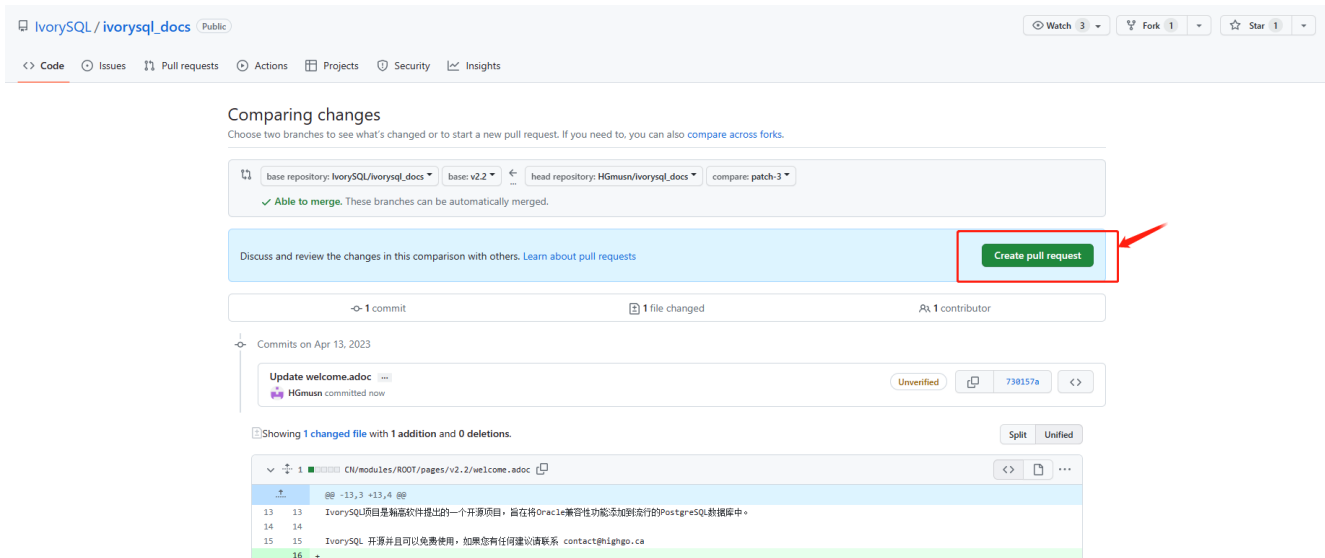 IvorySQL / ivorysql_docs Public
Watch 3 Fork 1 Star 1
Code Issues Pull requests Actions Projects Security Insights
Comparing changes
Choose two branches to see what's changed or to start a new pull request. If you need to, you can also compare across forks.
base repository: IvorySQL/ivorysql_docs base: v2.2 ← ... head repository: HGmusn/ivorysql_docs compare: patch-3
Able to merge. These branches can be automatically merged.
Discuss and review the changes in this comparison with others. Learn about pull requests
Create pull request
1 commit 1 file changed 1 contributor
Commits on Apr 13, 2023
Update welcome.adoc ...
Unverified 730157a
HGmusn committed now
Showing 1 changed file with 1 addition and 0 deletions.
Split Unified
1 CN/modules/ROOT/pages/v2.2/welcome.adoc
@@ -13,3 +13,4 @@
13 13 IvorySQL项目是瀚高软件提出的一个开源项目，旨在将Oracle兼容性功能添加到流行的PostgreSQL数据库中。
14 14
15 15 IvorySQL 开源并且可以免费使用，如果您有任何建议请联系 contact@highgo.ca
16 +